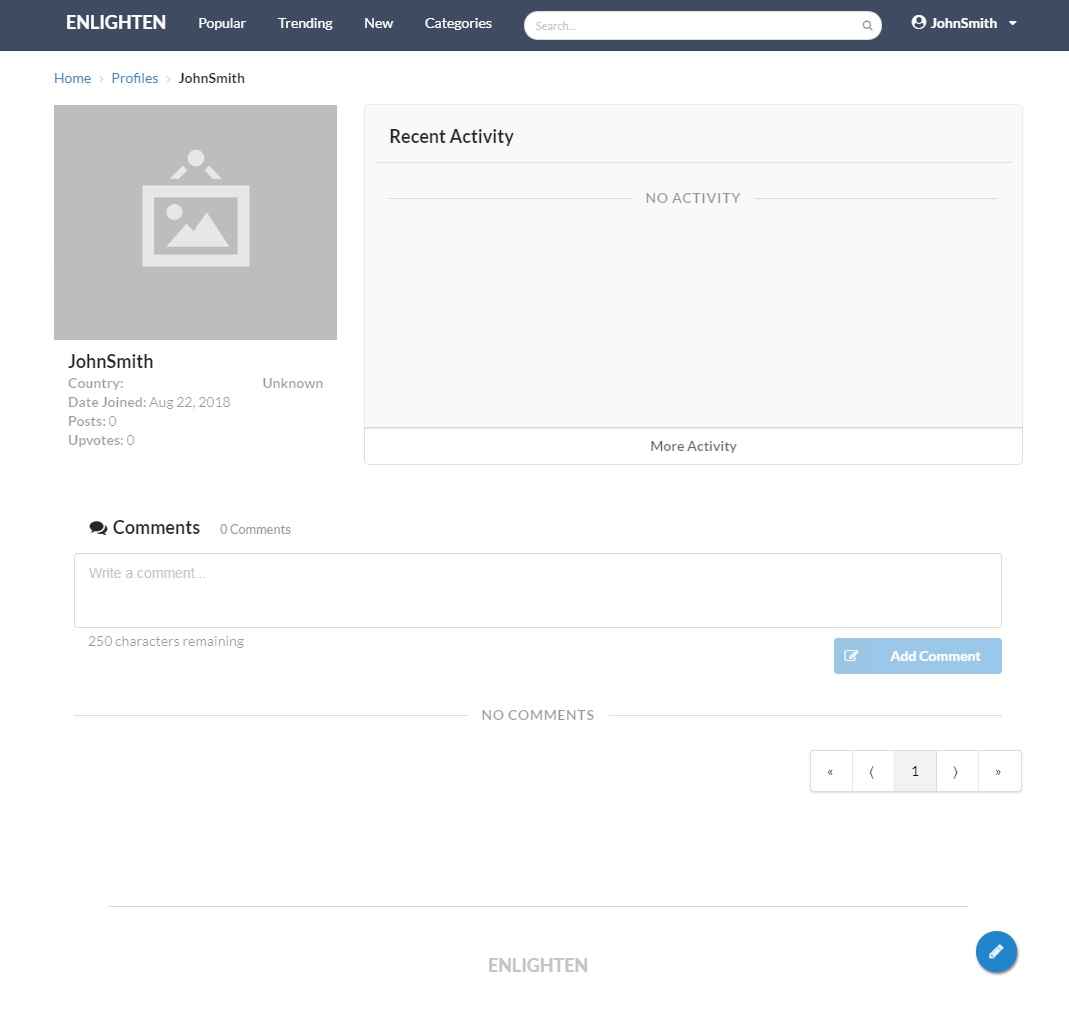 ENLIGHTEN Popular Trending New Categories Search... JohnSmith
Home › Profiles › JohnSmith
Recent Activity
NO ACTIVITY
JohnSmith
Country: Unknown
Date Joined: Aug 22, 2018
Posts: 0
Upvotes: 0
More Activity
Comments 0 Comments
Write a comment...
250 characters remaining
Add Comment
NO COMMENTS
« ⟨ 1 ⟩ »
ENLIGHTEN